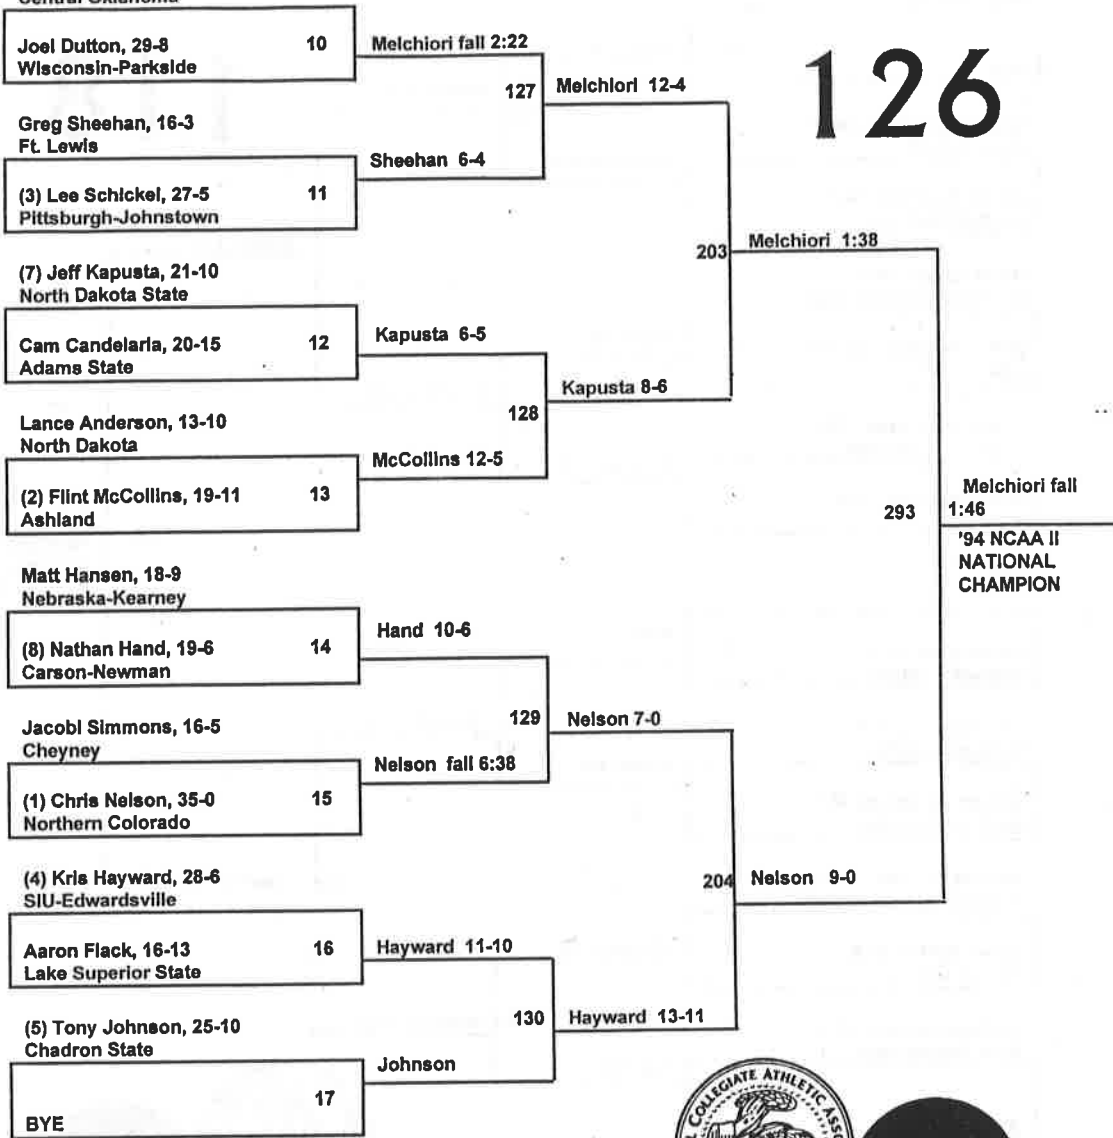 Central Oklahoma
Joel Dutton, 29-8
Wisconsin-Parkside
10
Melchiori fall 2:22
127
Melchiori 12-4
126
Greg Sheehan, 16-3
Ft. Lewis
Sheehan 6-4
(3) Lee Schickel, 27-5
Pittsburgh-Johnstown
11
203
Melchiori 1:38
(7) Jeff Kapusta, 21-10
North Dakota State
Cam Candelaria, 20-15
Adams State
12
Kapusta 6-5
128
Kapusta 8-6
Lance Anderson, 13-10
North Dakota
McCollins 12-5
(2) Flint McCollins, 19-11
Ashland
13
293
Melchiori fall
1:46
'94 NCAA II
NATIONAL
CHAMPION
Matt Hansen, 18-9
Nebraska-Kearney
Hand 10-6
(8) Nathan Hand, 19-6
Carson-Newman
14
129
Nelson 7-0
Jacobi Simmons, 16-5
Cheyney
Nelson fall 6:38
(1) Chris Nelson, 35-0
Northern Colorado
15
204
Nelson 9-0
(4) Kris Hayward, 28-6
SIU-Edwardsville
Aaron Flack, 16-13
Lake Superior State
16
Hayward 11-10
130
Hayward 13-11
(5) Tony Johnson, 25-10
Chadron State
Johnson
17
BYE
COLLEGIATE ATHLETIC